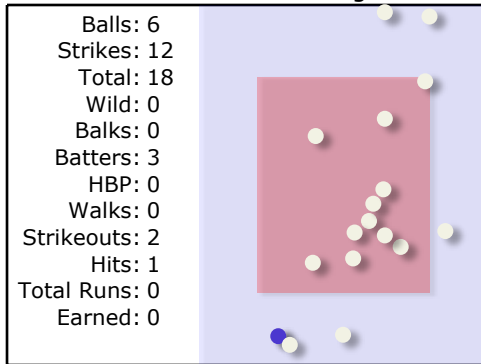 Balls: 6
Strikes: 12
Total: 18
Wild: 0
Balks: 0
Batters: 3
HBP: 0
Walks: 0
Strikeouts: 2
Hits: 1
Total Runs: 0
Earned: 0